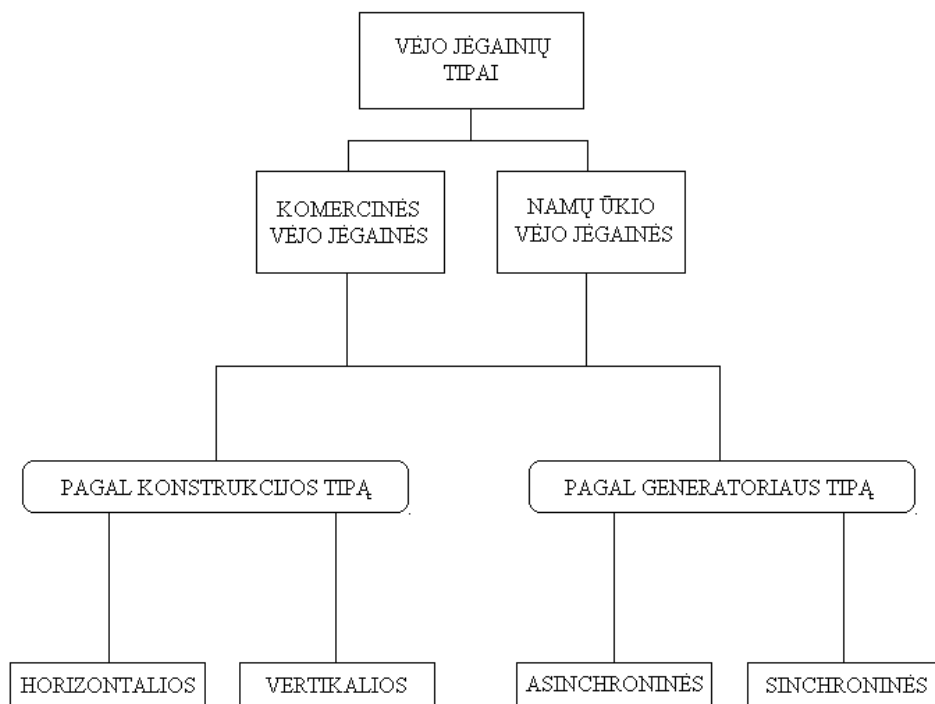 VĖJO JĖGAINIŲ
TIPAI
KOMERCINĖS
VĖJO JĖGAINĖS
NAMŲ ŪKIO
VĖJO JĖGAINĖS
PAGAL KONSTRUKCIJOS TIPĄ
PAGAL GENERATORIAUS TIPĄ
HORIZONTALIOS
VERTIKALIOS
ASINCHRONINĖS
SINCHRONINĖS